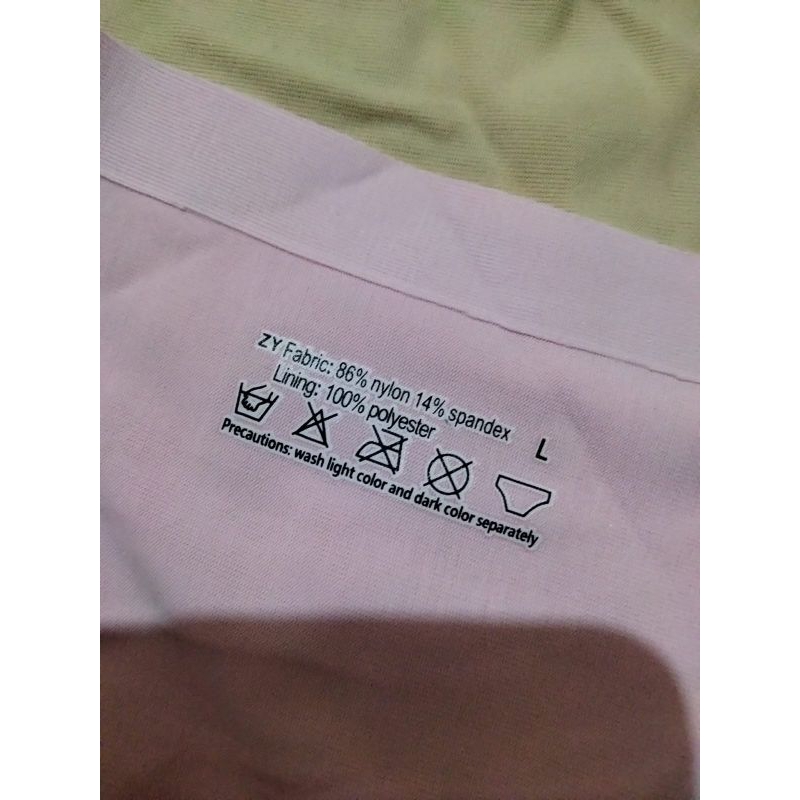 ZY Fabric: 86% nylon 14% spandex
Lining: 100% polyester
L
Precautions: wash light color and dark color separately